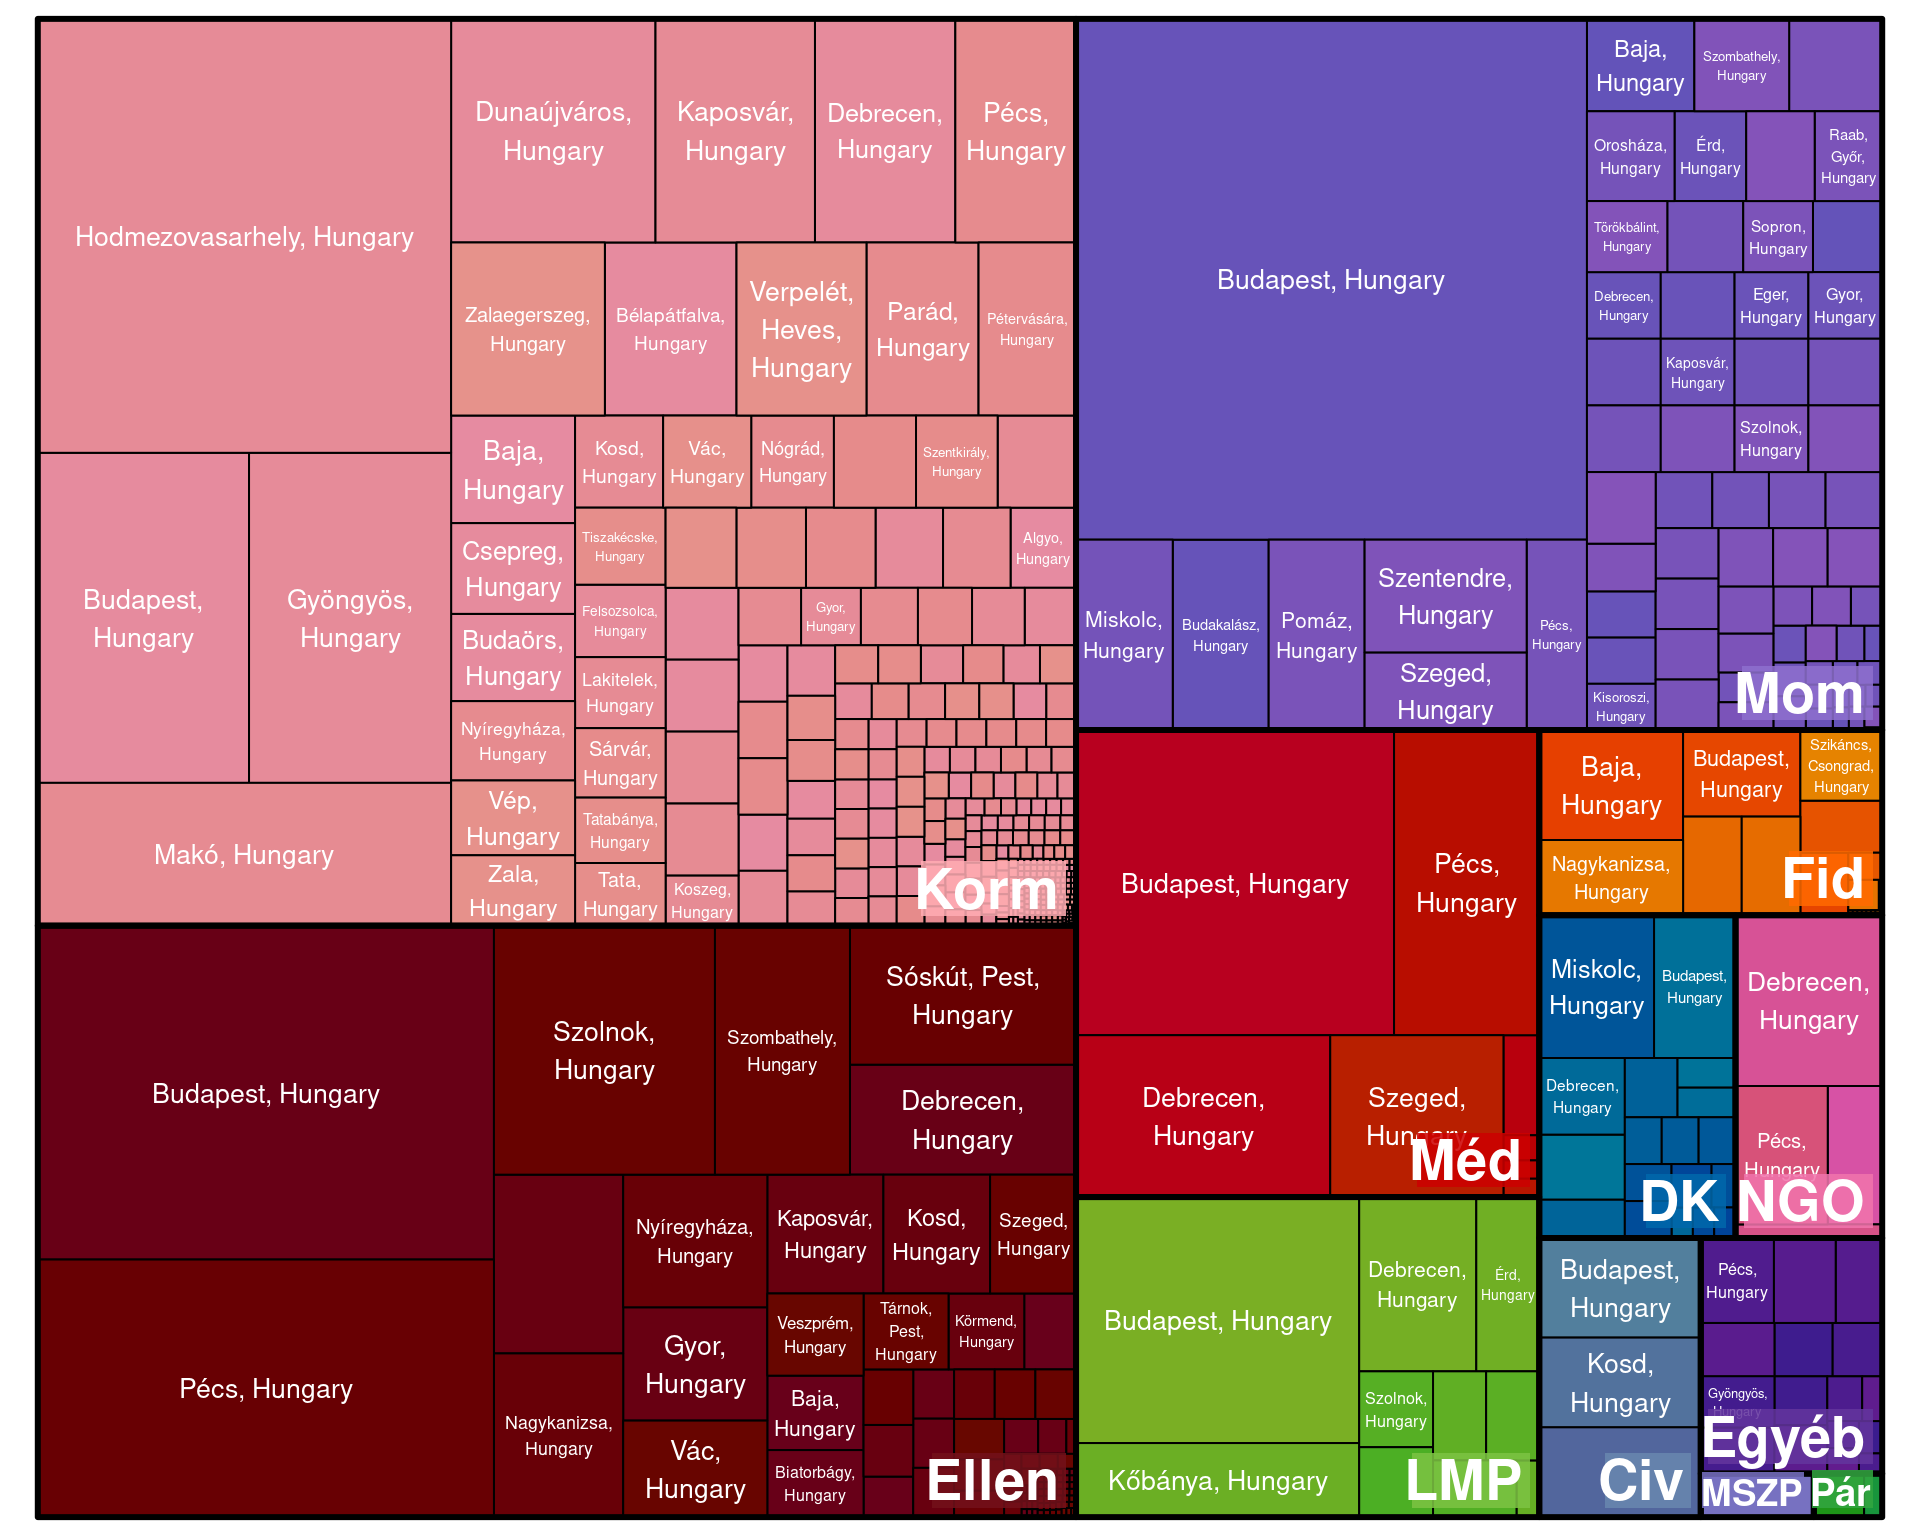 Hodmezovasarhely, Hungary
Budapest,
Hungary
Gyöngyös,
Hungary
Makó, Hungary
Dunaújváros,
Hungary
Kaposvár,
Hungary
Debrecen,
Hungary
Pécs,
Hungary
Zalaegerszeg,
Hungary
Bélapátfalva,
Hungary
Verpelét,
Heves,
Hungary
Parád,
Hungary
Pétervására,
Hungary
Baja,
Hungary
Kosd,
Hungary
Vác,
Hungary
Nógrád,
Hungary
Szentkirály,
Hungary
Csepreg,
Hungary
Tiszakécske,
Hungary
Algyo,
Hungary
Budaörs,
Hungary
Felsozsolca,
Hungary
Gyor,
Hungary
Lakitelek,
Hungary
Nyíregyháza,
Hungary
Sárvár,
Hungary
Vép,
Hungary
Tatabánya,
Hungary
Zala,
Hungary
Tata,
Hungary
Koszeg,
Hungary
Korm
Budapest, Hungary
Pécs, Hungary
Szolnok,
Hungary
Szombathely,
Hungary
Sóskút, Pest,
Hungary
Debrecen,
Hungary
Nagykanizsa,
Hungary
Nyíregyháza,
Hungary
Gyor,
Hungary
Vác,
Hungary
Kaposvár,
Hungary
Kosd,
Hungary
Szeged,
Hungary
Veszprém,
Hungary
Tárnok,
Pest,
Hungary
Körmend,
Hungary
Baja,
Hungary
Biatorbágy,
Hungary
Ellen
Budapest, Hungary
Miskolc,
Hungary
Budakalász,
Hungary
Pomáz,
Hungary
Szentendre,
Hungary
Szeged,
Hungary
Pécs,
Hungary
Baja,
Hungary
Szombathely,
Hungary
Orosháza,
Hungary
Érd,
Hungary
Raab,
Győr,
Hungary
Törökbálint,
Hungary
Sopron,
Hungary
Debrecen,
Hungary
Eger,
Hungary
Gyor,
Hungary
Kaposvár,
Hungary
Szolnok,
Hungary
Kisoroszi,
Hungary
Mom
Budapest, Hungary
Pécs,
Hungary
Debrecen,
Hungary
Szeged,
Hungary
Méd
Budapest, Hungary
Debrecen,
Hungary
Érd,
Hungary
Szolnok,
Hungary
Kőbánya, Hungary
LMP
Baja,
Hungary
Budapest,
Hungary
Szikáncs,
Csongrad,
Hungary
Nagykanizsa,
Hungary
Fid
Miskolc,
Hungary
Budapest,
Hungary
Debrecen,
Hungary
DK
Debrecen,
Hungary
Pécs,
Hungary
NGO
Budapest,
Hungary
Kosd,
Hungary
Civ
Pécs,
Hungary
Gyöngyös,
Hungary
Egyéb
MSZP
Pár